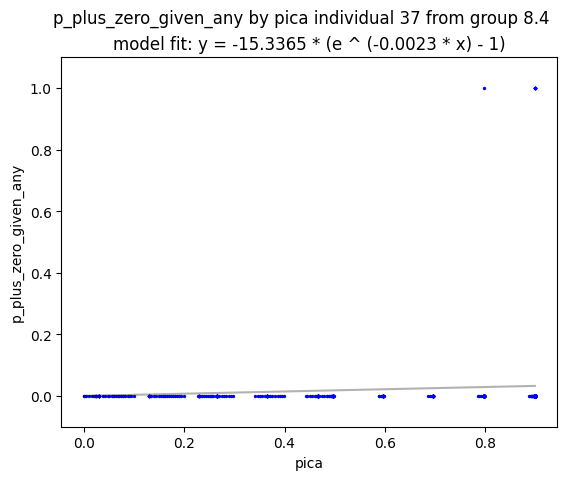 p_plus_zero_given_any by pica individual 37 from group 8.4
model fit: y = -15.3365 * (e ^ (-0.0023 * x) - 1)
1.0
0.8
0.6
0.4
0.2
0.0
p_plus_zero_given_any
0.0 0.2 0.4 0.6 0.8
pica